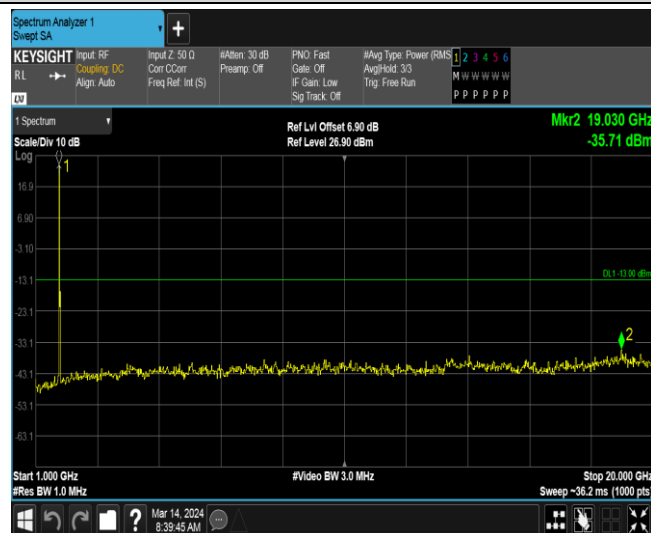 Spectrum Analyzer 1
Swept SA
KEYSIGHT
RL
Input: RF
Coupling: DC
Align: Auto
Input Z: 50 Ω
Corr CCorr
Freq Ref: Int (S)
#Atten: 30 dB
Preamp: Off
PNO: Fast
Gate: Off
IF Gain: Low
Sig Track: Off
#Avg Type: Power (RMS
Avg|Hold: 3/3
Trig: Free Run
1 2 3 4 5 6
M W W W W W
P P P P P P
1 Spectrum
Scale/Div 10 dB
Ref Lvl Offset 6.90 dB
Ref Level 26.90 dBm
Mkr2 19.030 GHz
-35.71 dBm
Log
1
16.9
6.90
-3.10
-13.1
DL1 -13.00 dBm
-23.1
-33.1
2
-43.1
-53.1
-63.1
Start 1.000 GHz
#Res BW 1.0 MHz
#Video BW 3.0 MHz
Stop 20.000 GHz
Sweep ~36.2 ms (1000 pts)
Mar 14, 2024
8:39:45 AM